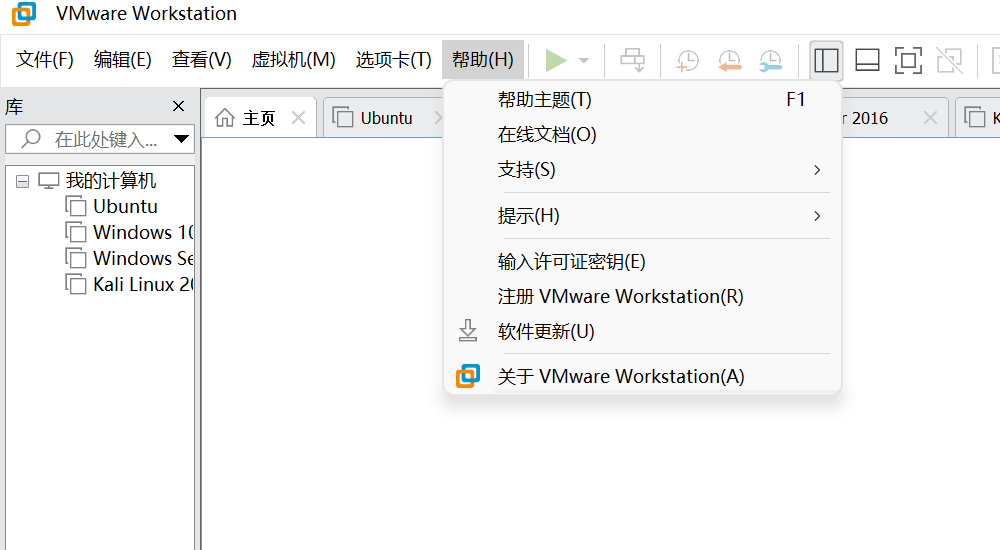 VMware Workstation
文件(F) 编辑(E) 查看(V) 虚拟机(M) 选项卡(T) 帮助(H)
库
在此处键入...
我的计算机
Ubuntu
Windows 10
Windows Se
Kali Linux 20
主页
Ubuntu
2016
K
帮助主题(T) F1
在线文档(O)
支持(S)
提示(H)
输入许可证密钥(E)
注册 VMware Workstation(R)
软件更新(U)
关于 VMware Workstation(A)